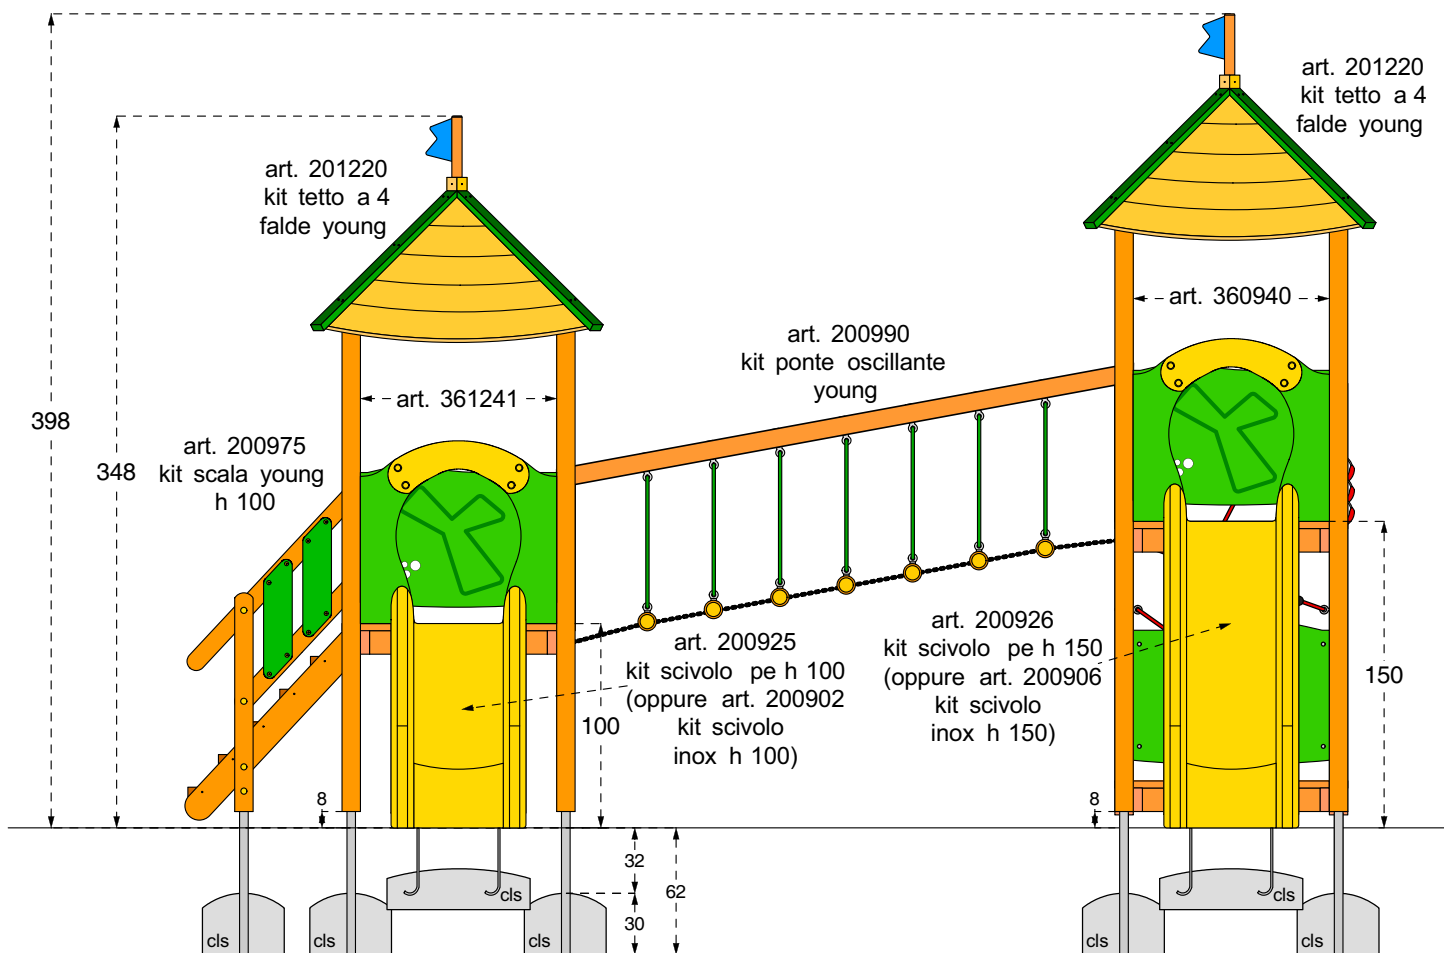 art. 201220
kit tetto a 4
falde young
art. 201220
kit tetto a 4
falde young
art. 360940
art. 200990
kit ponte oscillante
young
art. 361241
398
348
art. 200975
kit scala young
h 100
art. 200925
kit scivolo pe h 100
(oppure art. 200902
kit scivolo
inox h 100)
art. 200926
kit scivolo pe h 150
(oppure art. 200906
kit scivolo
inox h 150)
100
150
8
8
32
62
30
cls
cls
cls
cls
cls
cls
cls